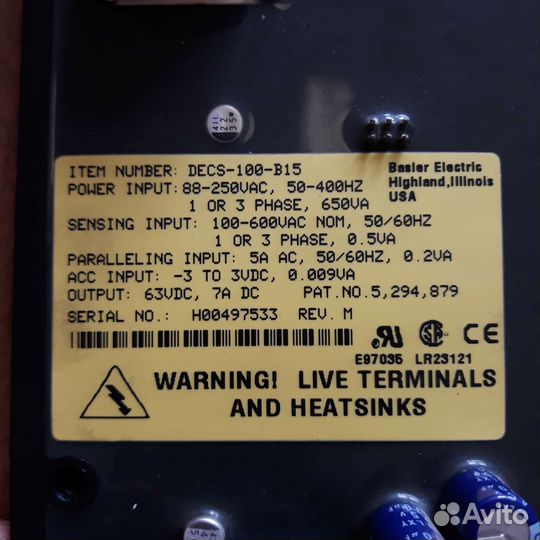 411
22
35w
ITEM NUMBER: DECS-100-B15
Basler Electric
Highland,Illinois
USA
POWER INPUT: 88-250VAC, 50-400HZ
1 OR 3 PHASE, 650VA
SENSING INPUT: 100-600VAC NOM, 50/60HZ
1 OR 3 PHASE, 0.5VA
PARALLELING INPUT: 5A AC, 50/60HZ, 0.2VA
ACC INPUT: -3 TO 3VDC, 0.009VA
OUTPUT: 63VDC, 7A DC PAT.NO.5,294,879
SERIAL NO.: H00497533 REV. M
E97035 LR23121
WARNING! LIVE TERMINALS
AND HEATSINKS
Avito